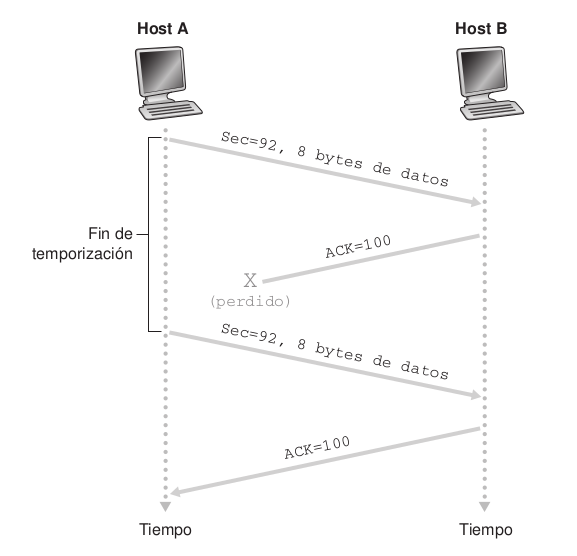 Host A
Host B
Sec=92, 8 bytes de datos
Fin de
temporización
ACK=100
X
(perdido)
Sec=92, 8 bytes de datos
ACK=100
Tiempo
Tiempo